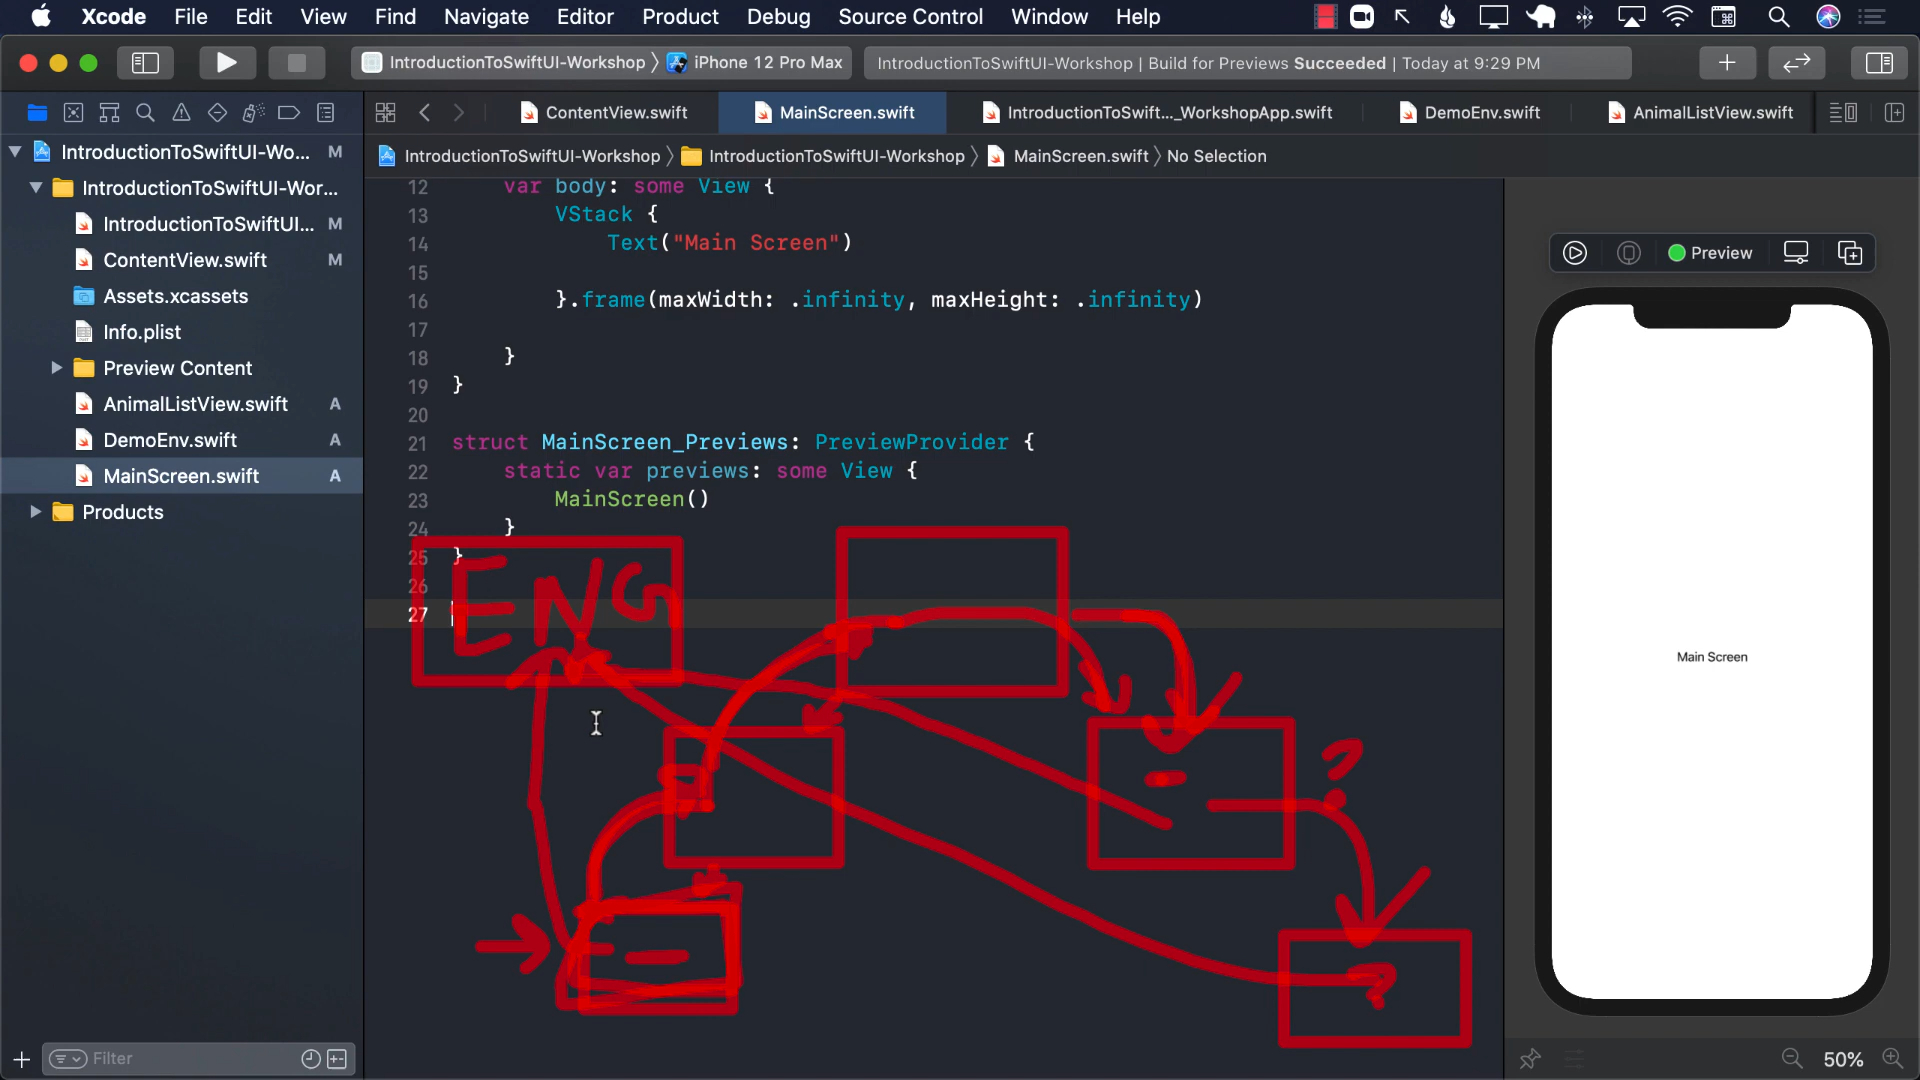 Xcode File Edit View Find Navigate Editor Product Debug Source Control Window Help
IntroductionToSwiftUI-Workshop 〉 iPhone 12 Pro Max
IntroductionToSwiftUI-Workshop | Build for Previews Succeeded | Today at 9:29 PM
ContentView.swift MainScreen.swift IntroductionToSwift..._WorkshopApp.swift DemoEnv.swift AnimalListView.swift
IntroductionToSwiftUI-Workshop 〉 IntroductionToSwiftUI-Workshop 〉 MainScreen.swift 〉 No Selection
IntroductionToSwiftUI-Wo... M
IntroductionToSwiftUI-Wor...
IntroductionToSwiftUI... M
ContentView.swift M
Assets.xcassets
Info.plist
Preview Content
AnimalListView.swift A
DemoEnv.swift A
MainScreen.swift A
Products
Filter
12 var body: some View {
13 VStack {
14 Text("Main Screen")
15
16 }.frame(maxWidth: .infinity, maxHeight: .infinity)
17
18 }
19 }
20
21 struct MainScreen_Previews: PreviewProvider {
22 static var previews: some View {
23 MainScreen()
24 }
25 }
26
27
ENG
?
?
Preview
Main Screen
50%